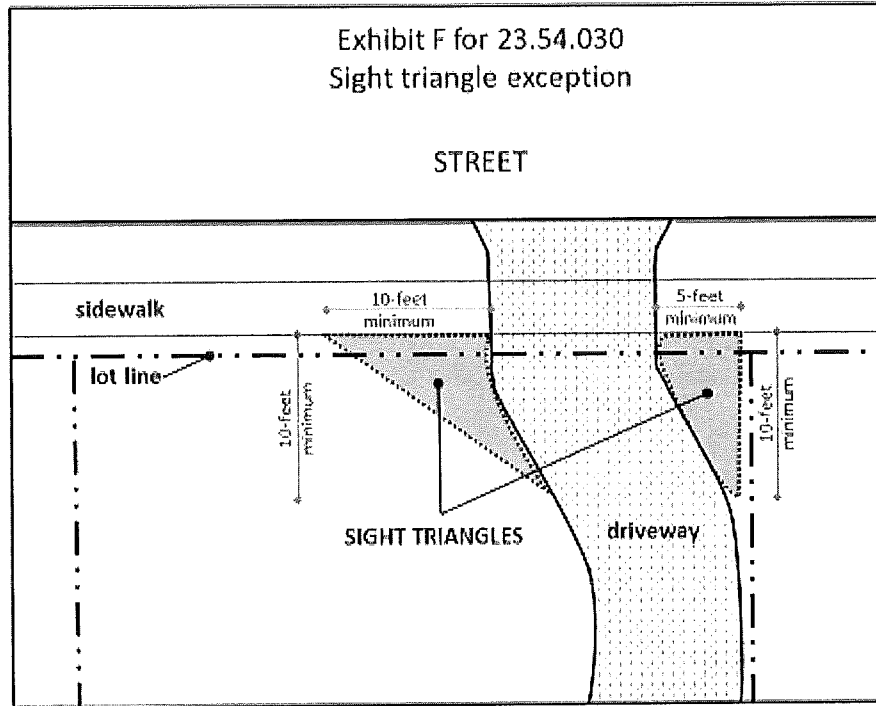 Exhibit F for 23.54.030
Sight triangle exception
STREET
sidewalk
10-feet
minimum
5-feet
minimum
lot line
10-feet
minimum
10-feet
minimum
SIGHT TRIANGLES
driveway